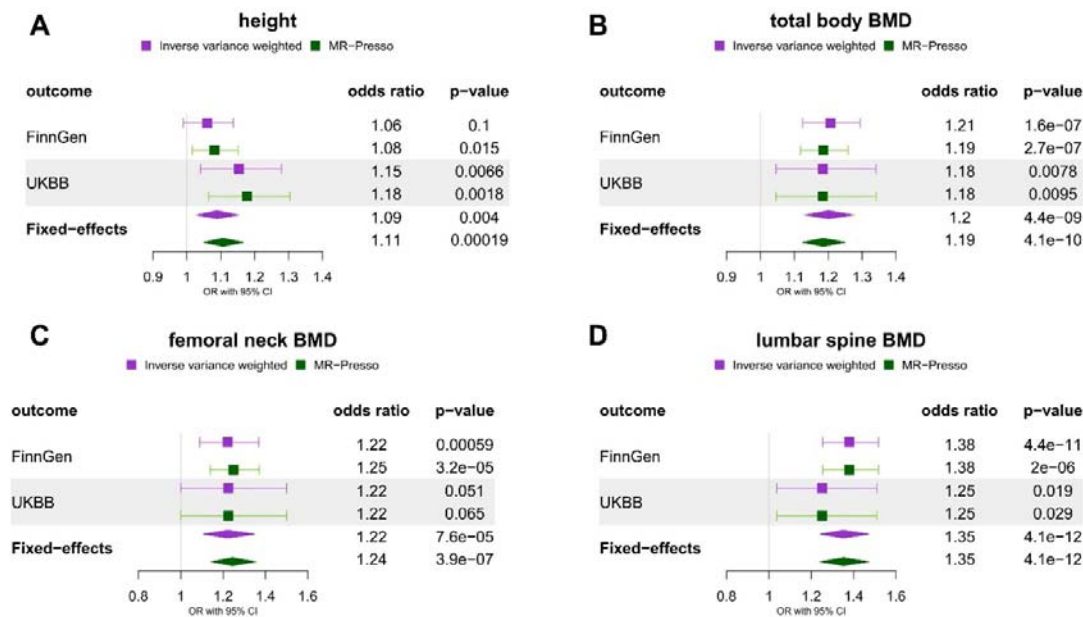 A
height
Inverse variance weighted MR-Presso
outcome odds ratio p-value
FinnGen
1.06 0.1
1.08 0.015
UKBB
1.15 0.0066
1.18 0.0018
Fixed-effects
1.09 0.004
1.11 0.00019
0.9 1 1.1 1.2 1.3 1.4
OR with 95% CI
B
total body BMD
Inverse variance weighted MR-Presso
outcome odds ratio p-value
FinnGen
1.21 1.6e-07
1.19 2.7e-07
UKBB
1.18 0.0078
1.18 0.0095
Fixed-effects
1.2 4.4e-09
1.19 4.1e-10
0.9 1 1.1 1.2 1.3 1.4
OR with 95% CI
C
femoral neck BMD
Inverse variance weighted MR-Presso
outcome odds ratio p-value
FinnGen
1.22 0.00059
1.25 3.2e-05
UKBB
1.22 0.051
1.22 0.065
Fixed-effects
1.22 7.6e-05
1.24 3.9e-07
0.8 1 1.2 1.4 1.6
OR with 95% CI
D
lumbar spine BMD
Inverse variance weighted MR-Presso
outcome odds ratio p-value
FinnGen
1.38 4.4e-11
1.38 2e-06
UKBB
1.25 0.019
1.25 0.029
Fixed-effects
1.35 4.1e-12
1.35 4.1e-12
0.8 1 1.2 1.4 1.6
OR with 95% CI